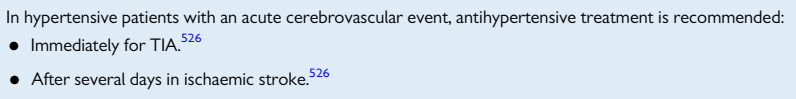 In hypertensive patients with an acute cerebrovascular event, antihypertensive treatment is recommended:
● Immediately for TIA.526
● After several days in ischaemic stroke.526